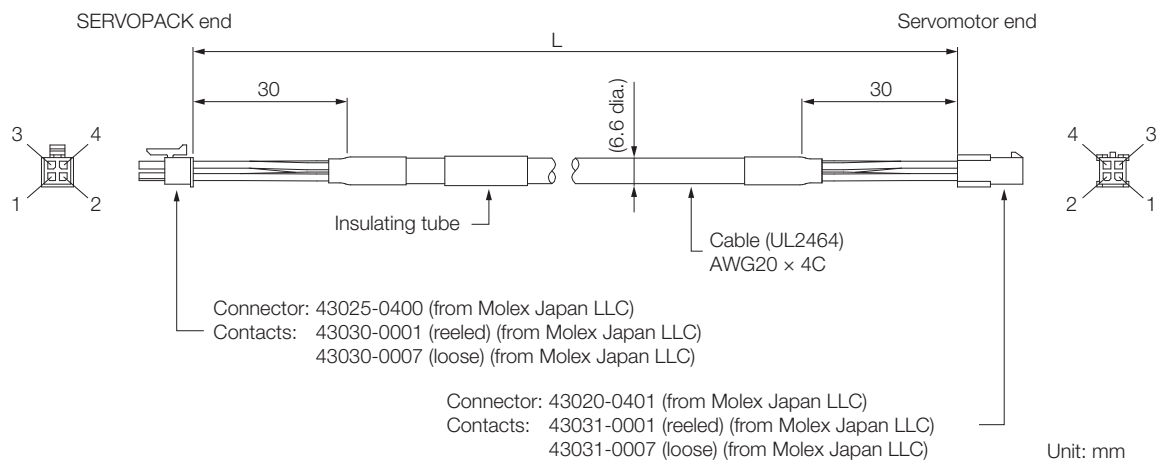 SERVOPACK end
Servomotor end
L
30
30
(6.6 dia.)
3 4
1 2
4 3
2 1
Insulating tube
Cable (UL2464)
AWG20 × 4C
Connector: 43025-0400 (from Molex Japan LLC)
Contacts: 43030-0001 (reeled) (from Molex Japan LLC)
43030-0007 (loose) (from Molex Japan LLC)
Connector: 43020-0401 (from Molex Japan LLC)
Contacts: 43031-0001 (reeled) (from Molex Japan LLC)
43031-0007 (loose) (from Molex Japan LLC)
Unit: mm